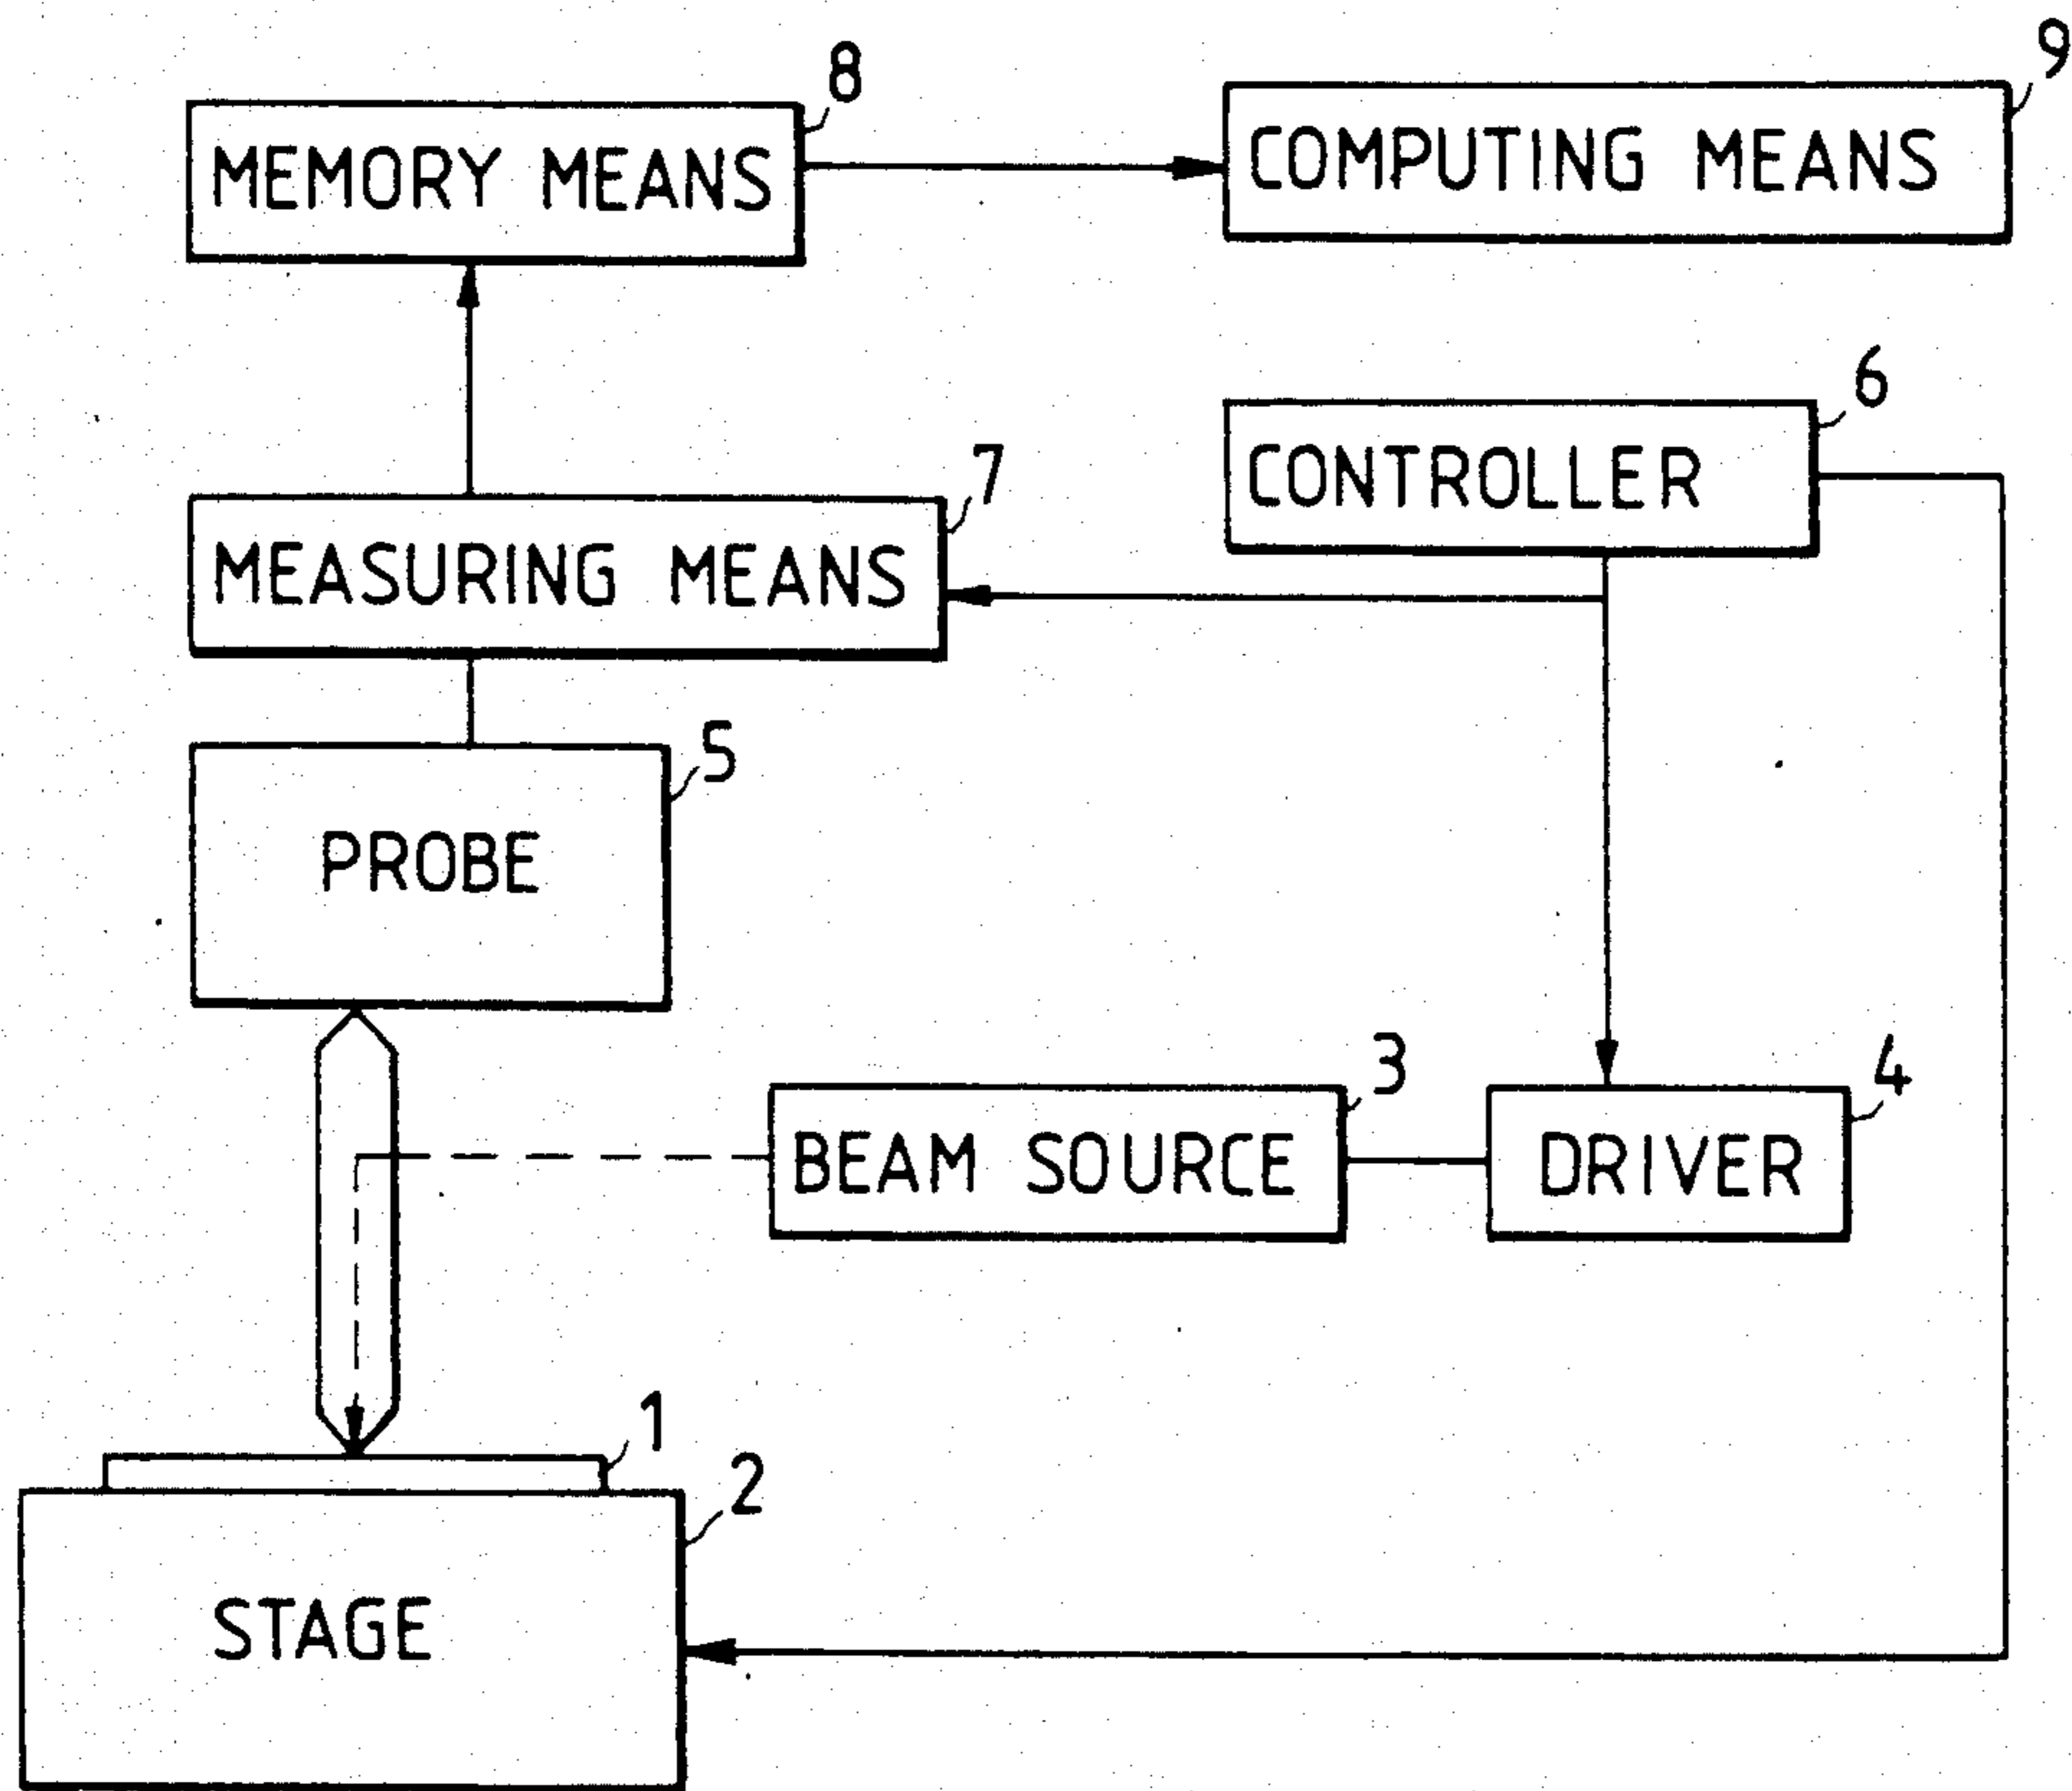 8
9
MEMORY MEANS
COMPUTING MEANS
6
7
CONTROLLER
MEASURING MEANS
5
PROBE
3
4
BEAM SOURCE
DRIVER
1
2
STAGE